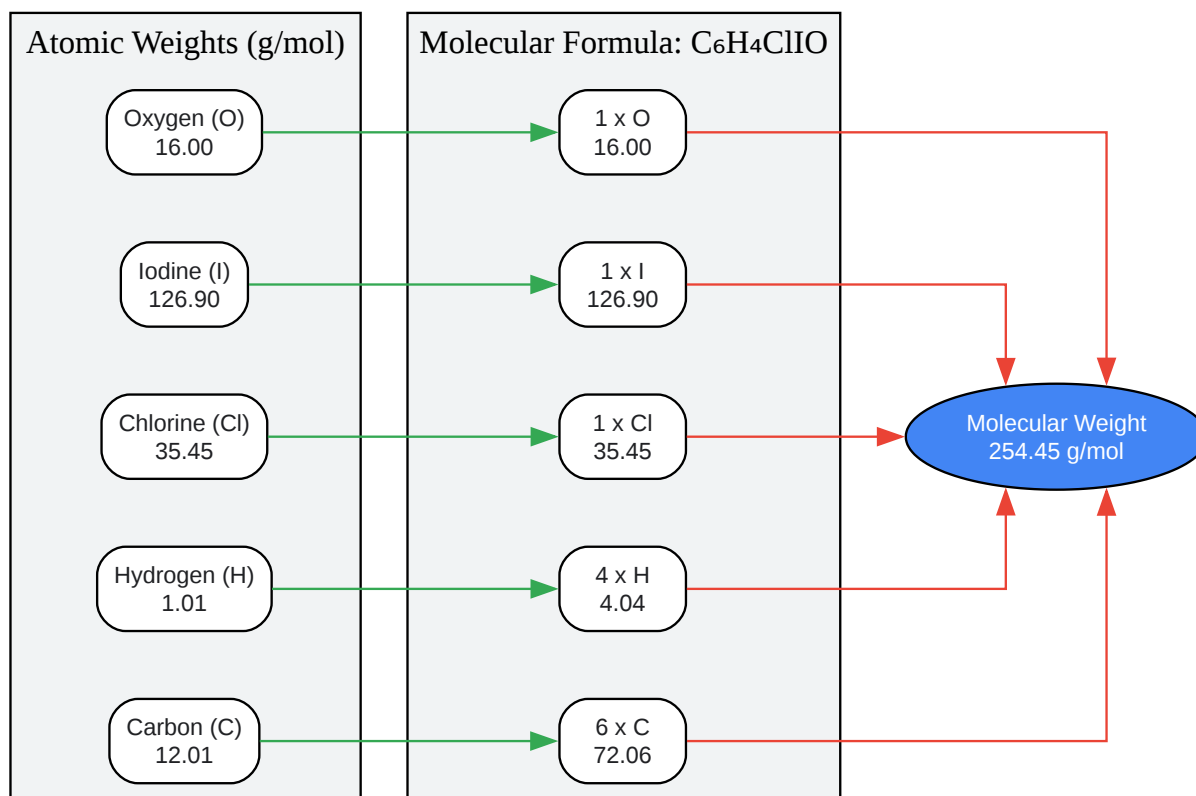 Atomic Weights (g/mol)
Oxygen (O)
16.00
Iodine (I)
126.90
Chlorine (Cl)
35.45
Hydrogen (H)
1.01
Carbon (C)
12.01
Molecular Formula: C₆H₄ClIO
1 x O
16.00
1 x I
126.90
1 x Cl
35.45
4 x H
4.04
6 x C
72.06
Molecular Weight
254.45 g/mol